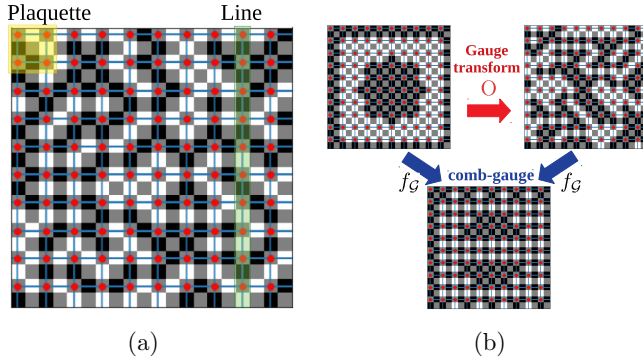 Plaquette
Line
(a)
Gauge
transform
O
f𝒢
comb-gauge
f𝒢
(b)